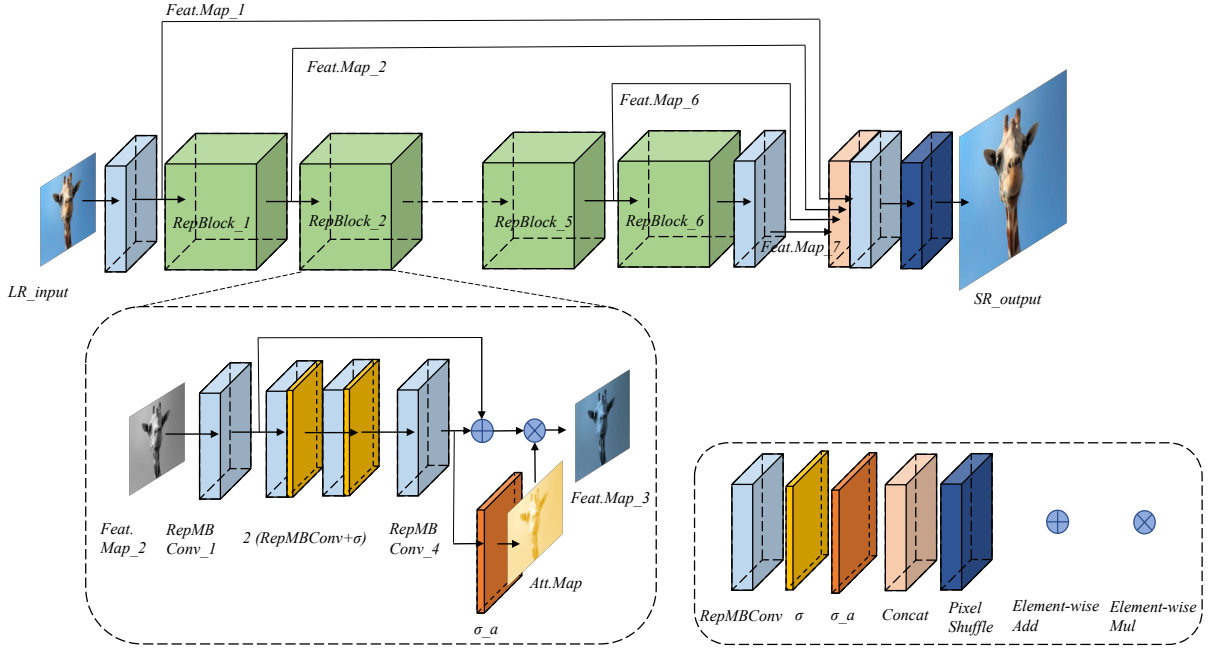 Feat.Map_1
Feat.Map_2
Feat.Map_6
RepBlock_1
RepBlock_2
RepBlock_5
RepBlock_6
Feat.Map_7
LR_input
SR_output
Feat.
Map_2
RepMB
Conv_1
2 (RepMBConv+σ)
RepMB
Conv_4
Att.Map
Feat.Map_3
σ_a
RepMBConv
σ
σ_a
Concat
Pixel
Shuffle
Element-wise
Add
Element-wise
Mul